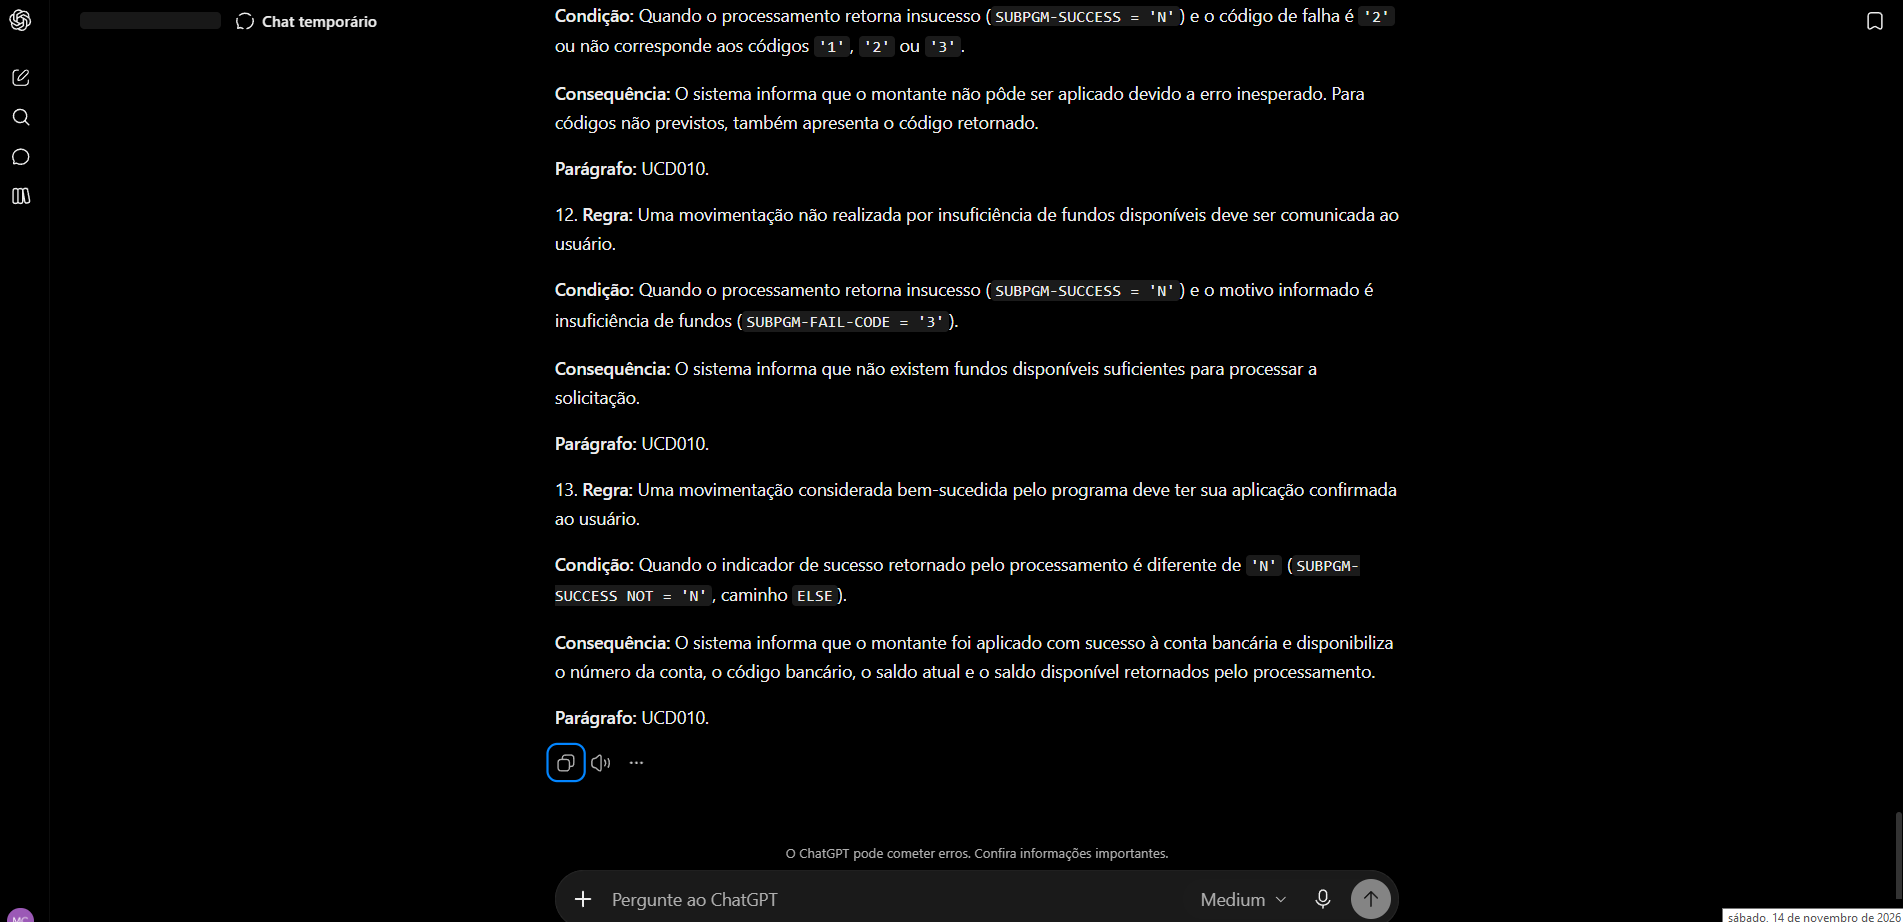 Chat temporário
Condição: Quando o processamento retorna insucesso (SUBPGM-SUCCESS = 'N') e o código de falha é '2'
ou não corresponde aos códigos '1', '2' ou '3'.
Consequência: O sistema informa que o montante não pôde ser aplicado devido a erro inesperado. Para
códigos não previstos, também apresenta o código retornado.
Parágrafo: UCD010.
12. Regra: Uma movimentação não realizada por insuficiência de fundos disponíveis deve ser comunicada ao
usuário.
Condição: Quando o processamento retorna insucesso (SUBPGM-SUCCESS = 'N') e o motivo informado é
insuficiência de fundos (SUBPGM-FAIL-CODE = '3').
Consequência: O sistema informa que não existem fundos disponíveis suficientes para processar a
solicitação.
Parágrafo: UCD010.
13. Regra: Uma movimentação considerada bem-sucedida pelo programa deve ter sua aplicação confirmada
ao usuário.
Condição: Quando o indicador de sucesso retornado pelo processamento é diferente de 'N' (SUBPGM-
SUCCESS NOT = 'N', caminho ELSE).
Consequência: O sistema informa que o montante foi aplicado com sucesso à conta bancária e disponibiliza
o número da conta, o código bancário, o saldo atual e o saldo disponível retornados pelo processamento.
Parágrafo: UCD010.
O ChatGPT pode cometer erros. Confira informações importantes.
Pergunte ao ChatGPT
Medium
MC
sábado, 14 de novembro de 2026